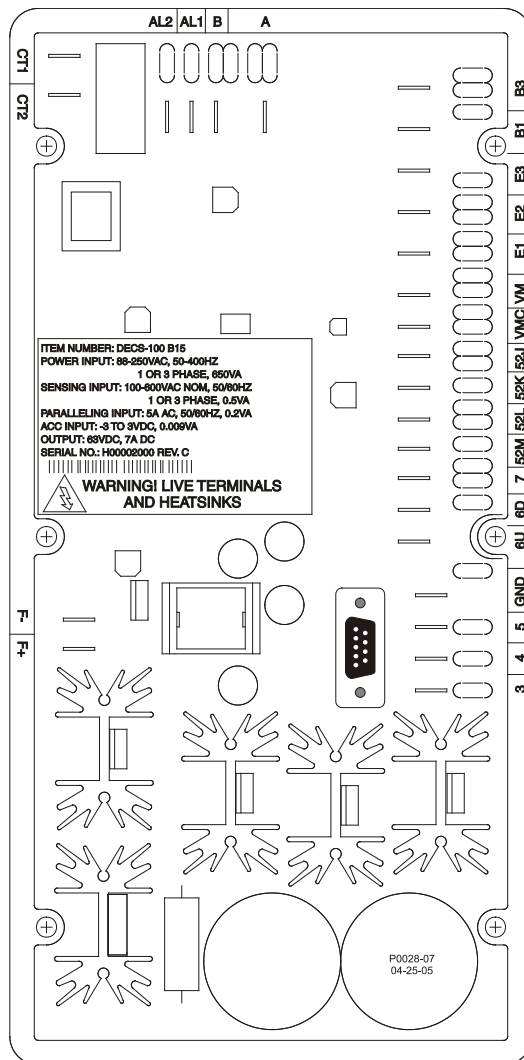 AL2 AL1 B A
CT1
CT2
B3
B1
E3
E2
E1
VM
VMC
52J
52K
52L
52M
7
6D
6U
GND
5
4
3
ITEM NUMBER: DECS-100 B15
POWER INPUT: 88-250VAC, 50-400HZ
1 OR 3 PHASE, 650VA
SENSING INPUT: 100-600VAC NOM, 50/60HZ
1 OR 3 PHASE, 0.5VA
PARALLELING INPUT: 5A AC, 50/60HZ, 0.2VA
ACC INPUT: -3 TO 3VDC, 0.009VA
OUTPUT: 63VDC, 7A DC
SERIAL NO.: H00002000 REV. C
WARNING! LIVE TERMINALS
AND HEATSINKS
F-
F+
P0028-07
04-25-05